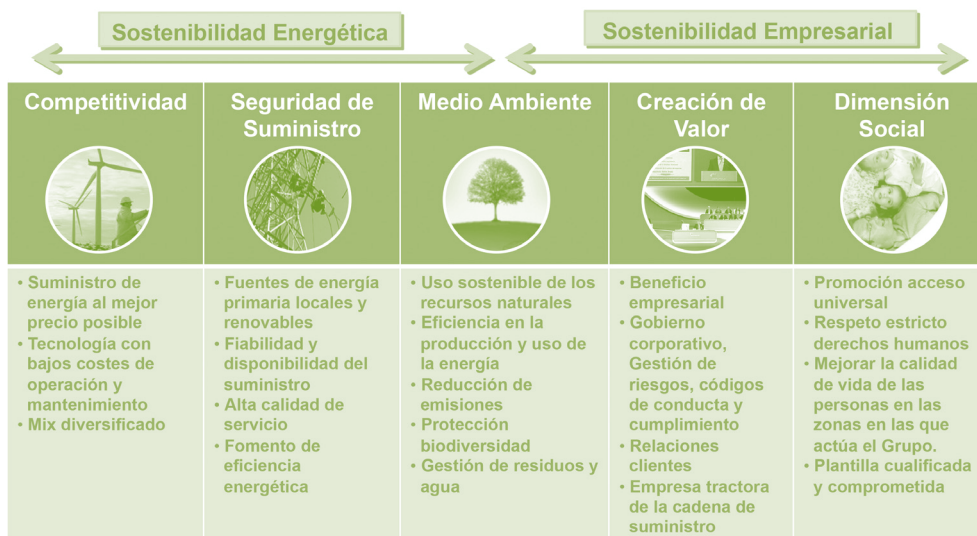 Sostenibilidad Energética
Sostenibilidad Empresarial
Competitividad
• Suministro de
energía al mejor
precio posible
• Tecnología con
bajos costes de
operación y
mantenimiento
• Mix diversificado
Seguridad de
Suministro
• Fuentes de energía
primaria locales y
renovables
• Fiabilidad y
disponibilidad del
suministro
• Alta calidad de
servicio
• Fomento de
eficiencia
energética
Medio Ambiente
• Uso sostenible de los
recursos naturales
• Eficiencia en la
producción y uso de
la energía
• Reducción de
emisiones
• Protección
biodiversidad
• Gestión de residuos y
agua
Creación de
Valor
• Beneficio
empresarial
• Gobierno
corporativo,
Gestión de
riesgos, códigos
de conducta y
cumplimiento
• Relaciones
clientes
• Empresa tractora
de la cadena de
suministro
Dimensión
Social
• Promoción acceso
universal
• Respeto estricto
derechos humanos
• Mejorar la calidad
de vida de las
personas en las
zonas en las que
actúa el Grupo.
• Plantilla cualificada
y comprometida